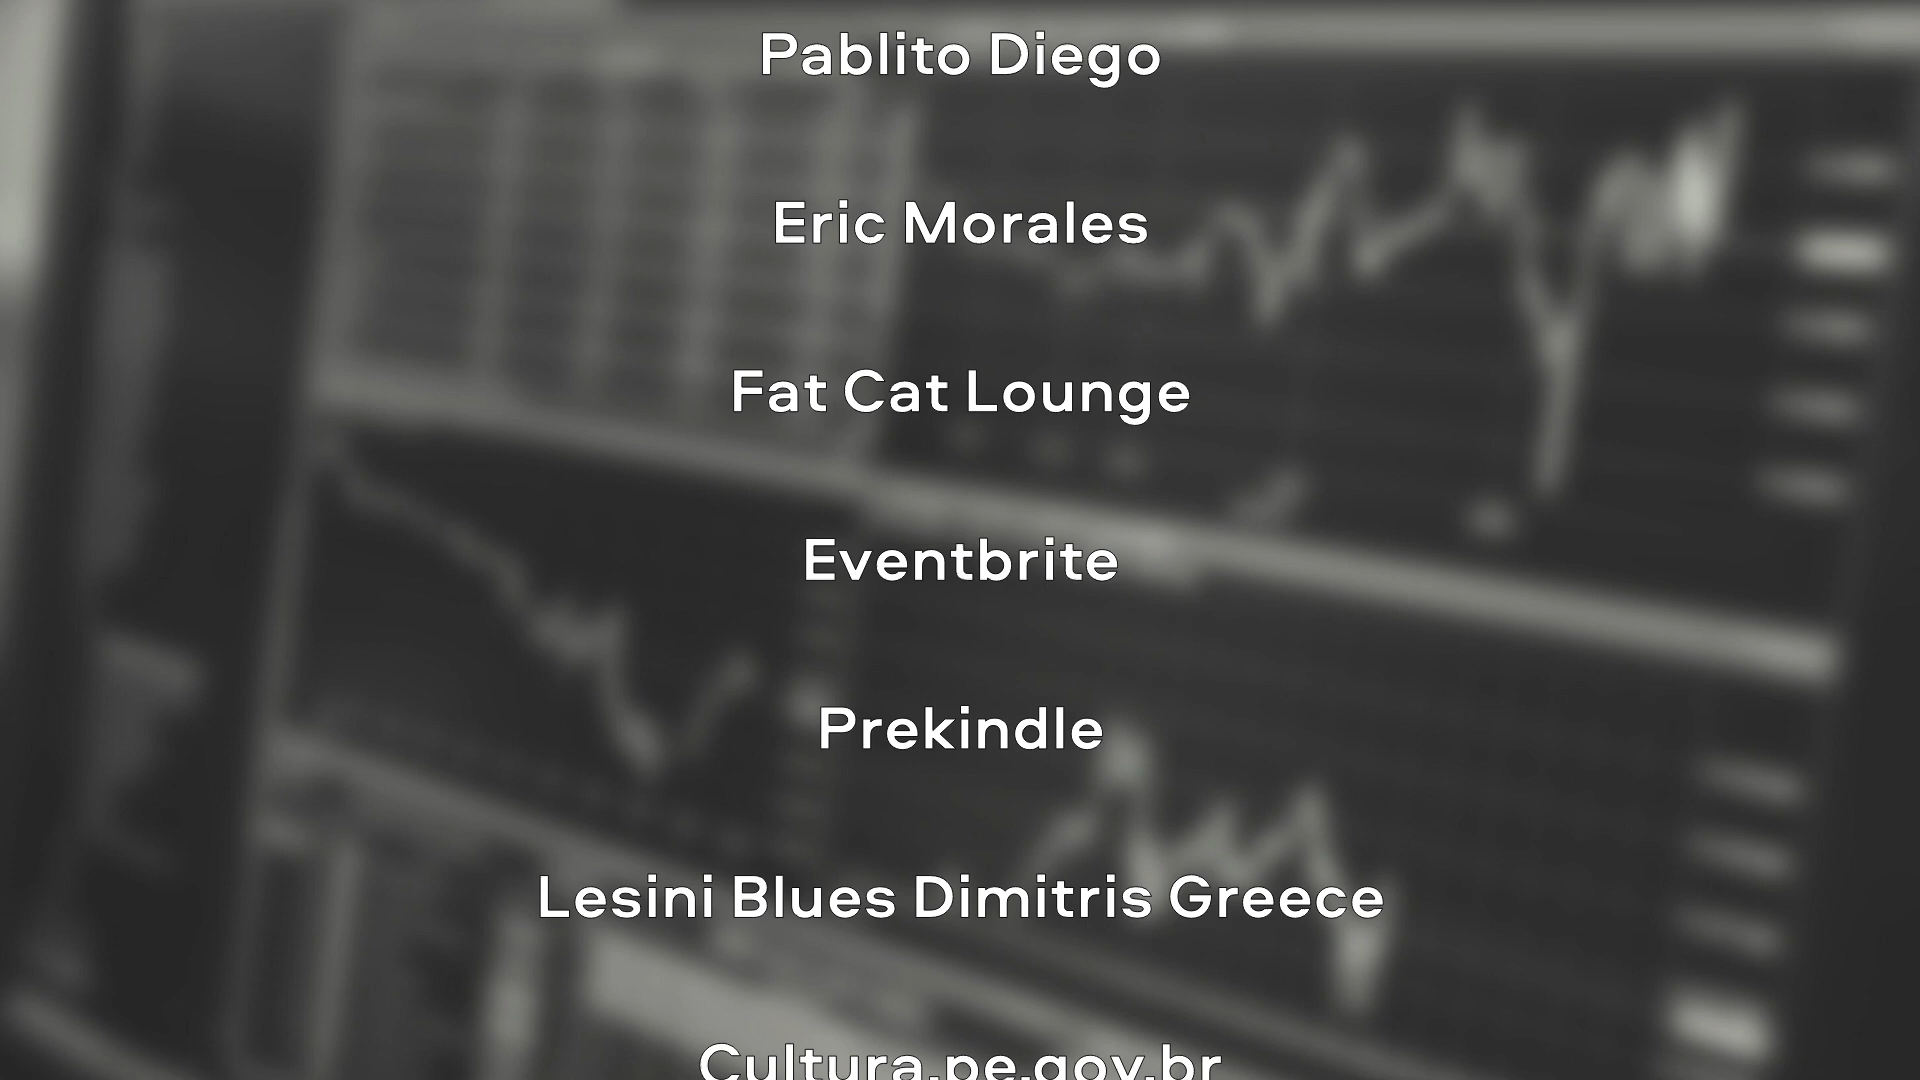 Pablito Diego
Eric Morales
Fat Cat Lounge
Eventbrite
Prekindle
Lesini Blues Dimitris Greece
Cultura.pe.gov.br